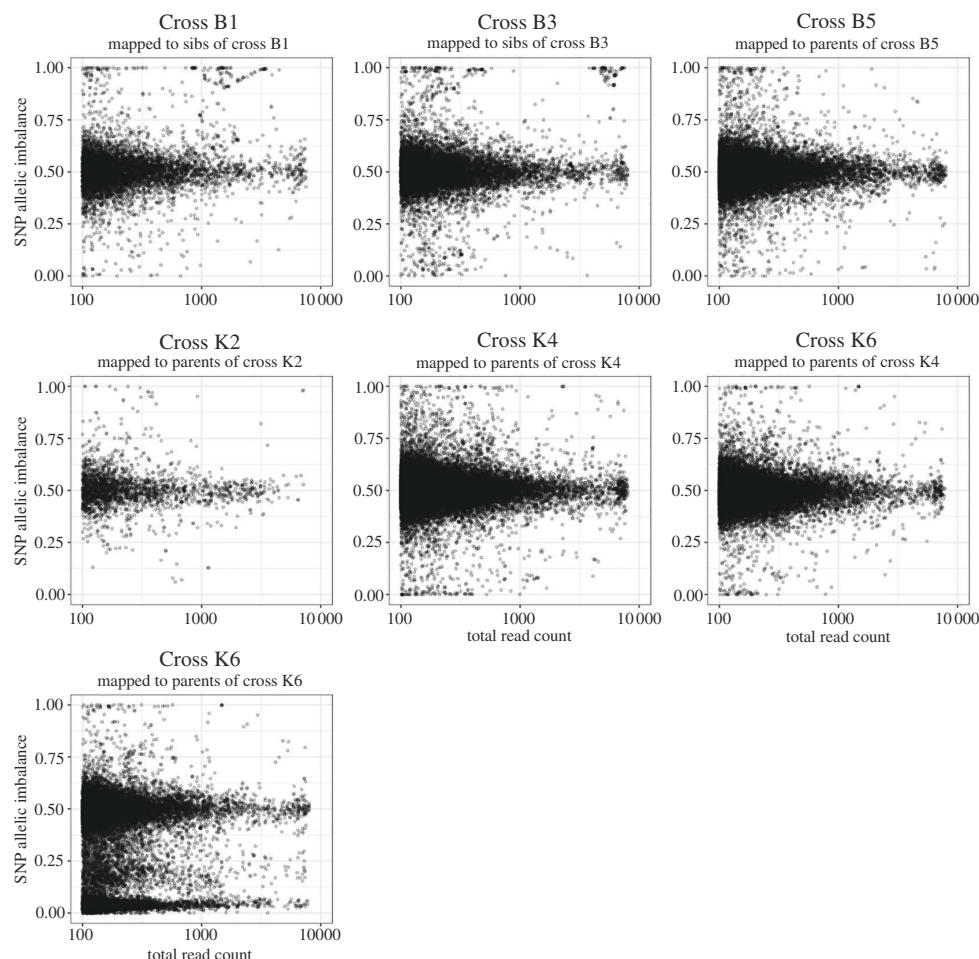 Cross B1
mapped to sibs of cross B1
Cross B3
mapped to sibs of cross B3
Cross B5
mapped to parents of cross B5
SNP allelic imbalance
1.00
0.75
0.50
0.25
0.00
100
1000
10 000
1.00
0.75
0.50
0.25
0.00
100
1000
10 000
1.00
0.75
0.50
0.25
0.00
100
1000
10 000
Cross K2
mapped to parents of cross K2
Cross K4
mapped to parents of cross K4
Cross K6
mapped to parents of cross K4
SNP allelic imbalance
1.00
0.75
0.50
0.25
0.00
100
1000
10 000
1.00
0.75
0.50
0.25
0.00
100
1000
10 000
total read count
1.00
0.75
0.50
0.25
0.00
100
1000
10 000
total read count
Cross K6
mapped to parents of cross K6
SNP allelic imbalance
1.00
0.75
0.50
0.25
0.00
100
1000
10000
total read count